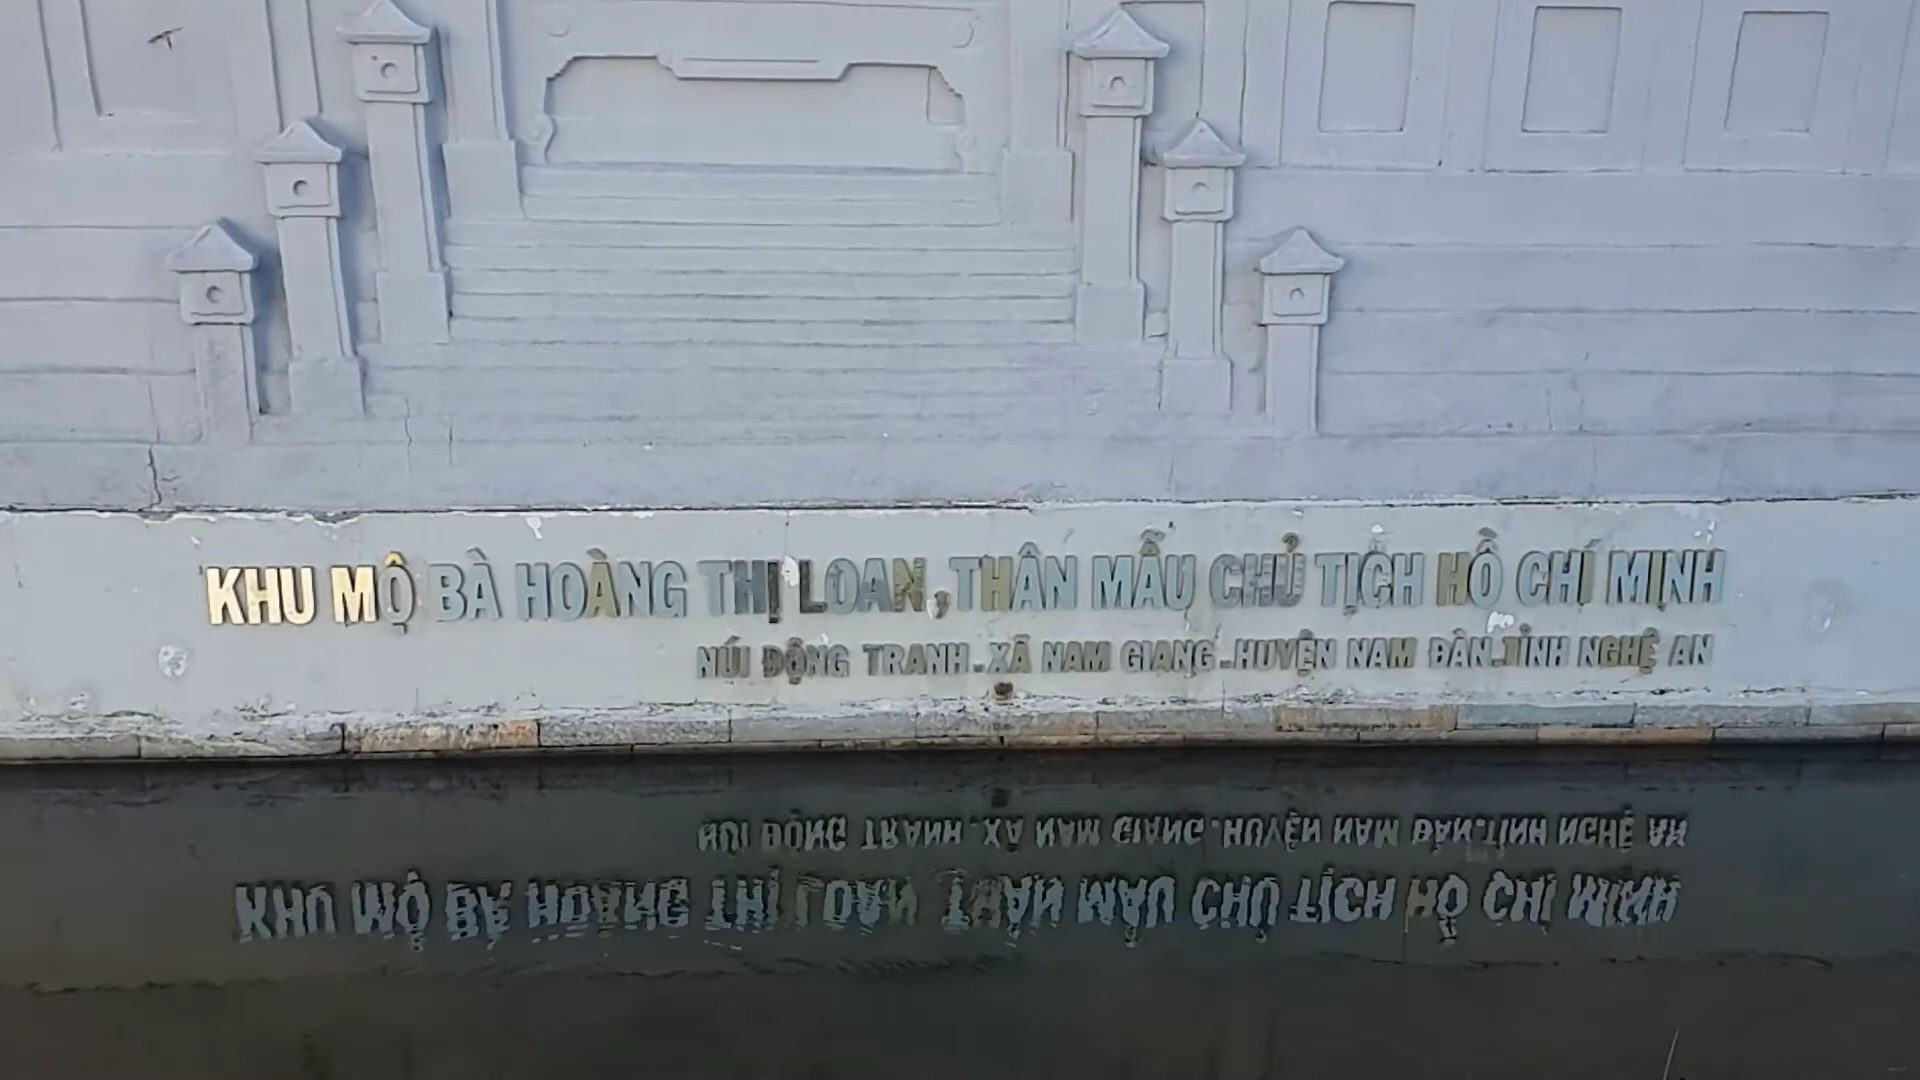 KHU MỘ BÀ HOÀNG THỊ LOAN, THÂN MẪU CHỦ TỊCH HỒ CHÍ MINH
NÚI ĐỘNG TRANH - XÃ NAM GIANG - HUYỆN NAM ĐÀN - TỈNH NGHỆ AN